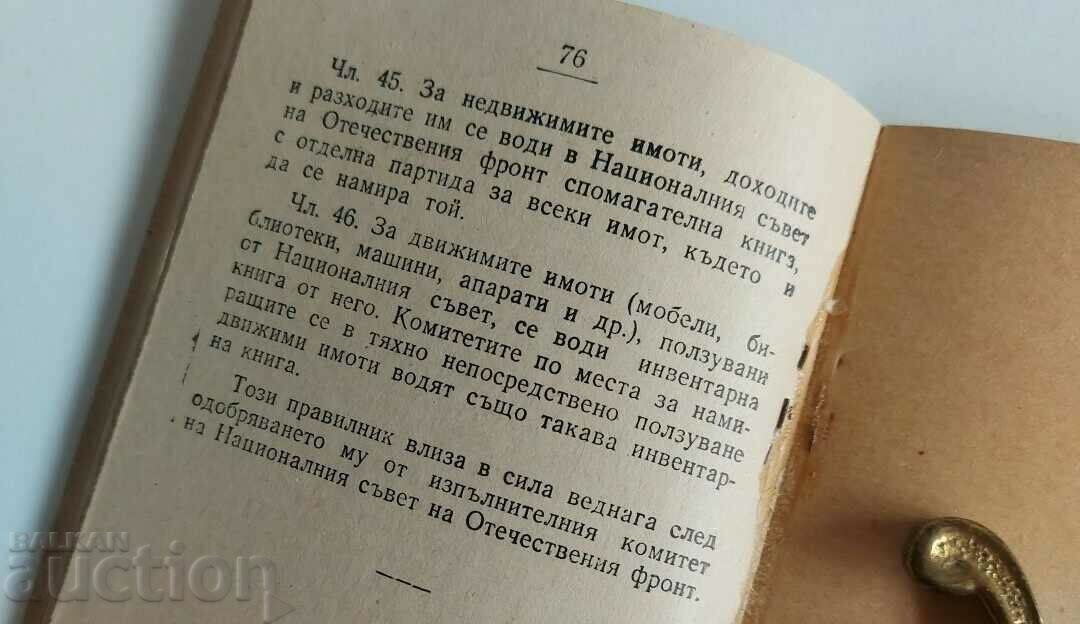 76
Чл. 45. За недвижимите имоти, доходите
и разходите им се води в Националния съвет
на Отечествения фронт спомагателна книга,
с отделна партида за всеки имот, където и
да се намира той.
Чл. 46. За движимите имоти (мобели, би-
блиотеки, машини, апарати и др.), ползувани
от Националния съвет, се води инвентарна
книга от него. Комитетите по места за нами-
ращите се в тяхно непосредствено ползуване
движими имоти водят също такава инвентар-
на книга.
Този правилник влиза в сила веднага след
одобряването му от изпълнителния комитет
на Националния съвет на Отечествения фронт.
BALKAN
auction